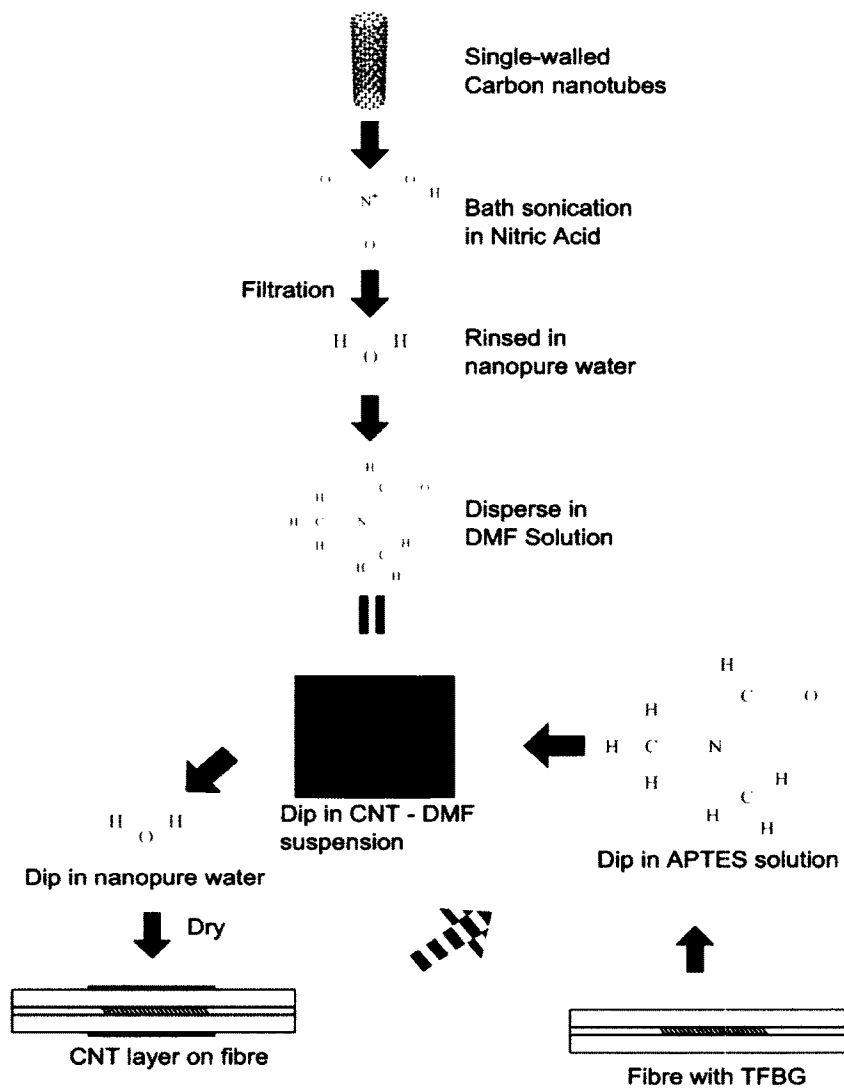 Single-walled
Carbon nanotubes
O O
H
N+
O
Bath sonication
in Nitric Acid
Filtration
H H
O
Rinsed in
nanopure water
H
C O
H
H C N
H H
C
H H
Disperse in
DMF Solution
H
C O
H
H C N
H H
C
H H
Dip in CNT - DMF
suspension
Dip in APTES solution
H H
O
Dip in nanopure water
Dry
CNT layer on fibre
Fibre with TFBG